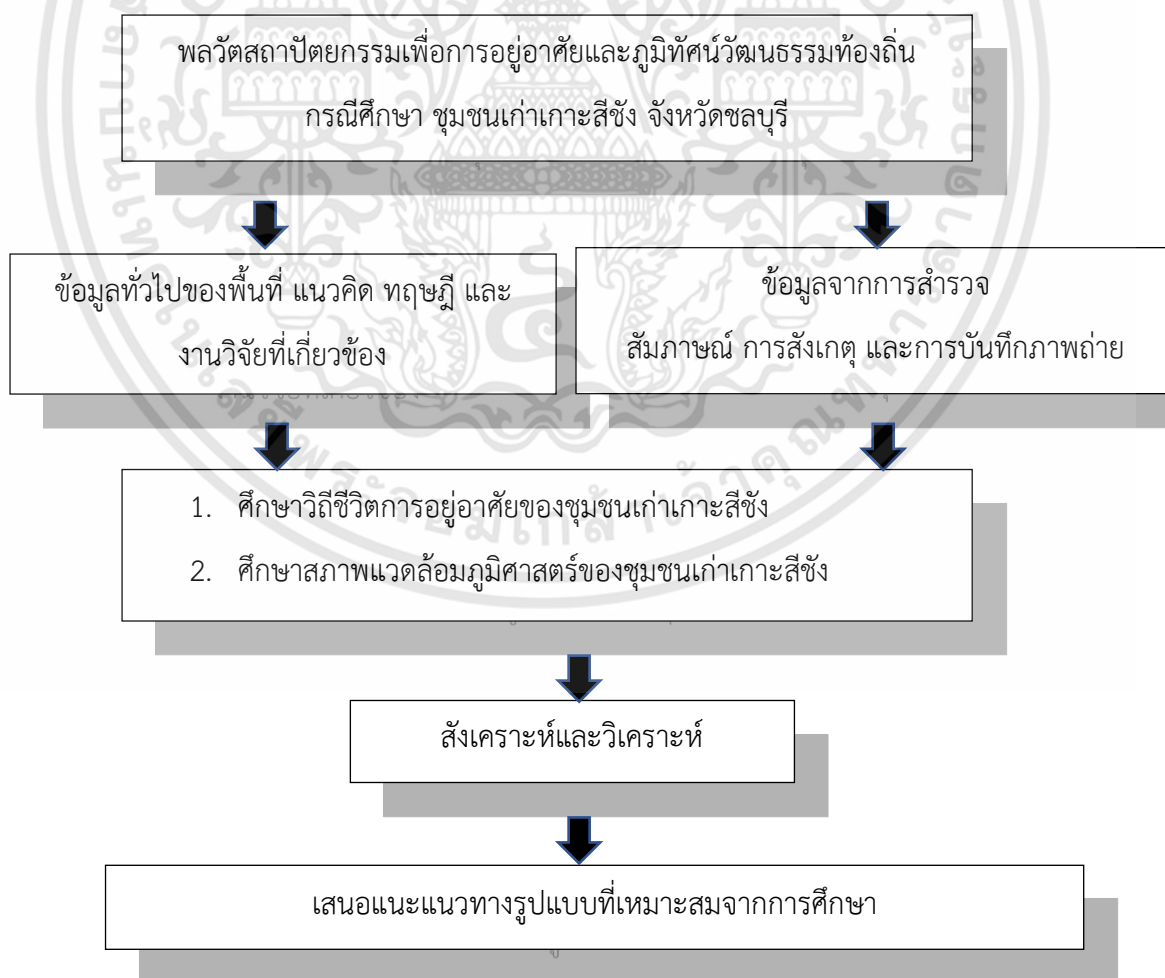 พลวัตสถาปัตยกรรมเพื่อการอยู่อาศัยและภูมิทัศน์วัฒนธรรมท้องถิ่น
กรณีศึกษา ชุมชนเก่าเกาะสีชัง จังหวัดชลบุรี
ข้อมูลทั่วไปของพื้นที่ แนวคิด ทฤษฎี และ
งานวิจัยที่เกี่ยวข้อง
ข้อมูลจากการสำรวจ
สัมภาษณ์ การสังเกตุ และการบันทึกภาพถ่าย
1. ศึกษาวิถีชีวิตการอยู่อาศัยของชุมชนเก่าเกาะสีชัง
2. ศึกษาสภาพแวดล้อมภูมิศาสตร์ของชุมชนเก่าเกาะสีชัง
สังเคราะห์และวิเคราะห์
เสนอแนะแนวทางรูปแบบที่เหมาะสมจากการศึกษา